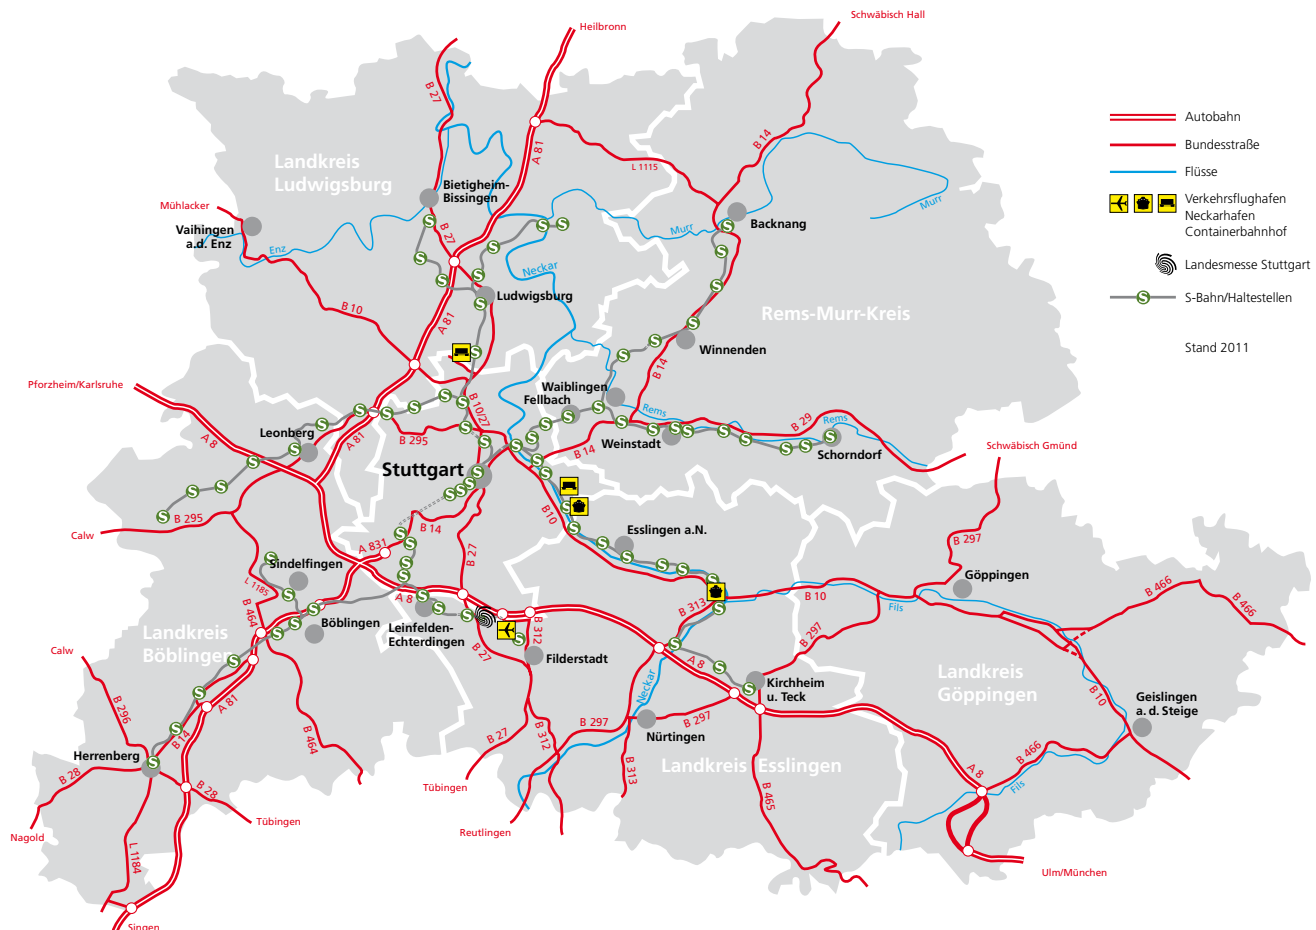 Schwäbisch Hall
Heilbronn
B 27
A 81
B 14
L 1115
Autobahn
Bundesstraße
Flüsse
Verkehrsflughafen
Neckarhafen
Containerbahnhof
Landesmesse Stuttgart
S S-Bahn/Haltestellen
Stand 2011
Landkreis
Ludwigsburg
Bietigheim-
Bissingen
Mühlacker
Vaihingen
a.d. Enz
Enz
B 27
Neckar
Murr
Murr
Backnang
Ludwigsburg
B 10
A 81
Rems-Murr-Kreis
Winnenden
B 14
Pforzheim/Karlsruhe
Waiblingen
Fellbach
Rems
B 10/27
B 29
Rems
Leonberg
A 8
A 81
B 295
Weinstadt
Schorndorf
B 14
Schwäbisch Gmünd
Stuttgart
B 295
Calw
B 14
B10
Esslingen a.N.
B 27
A 831
B 297
Sindelfingen
L 1185
B 464
Göppingen
B 466
B 466
A 8
B 10
Fils
B 313
B 312
Landkreis
Böblingen
Böblingen
Leinfelden-
Echterdingen
B 27
Filderstadt
B 297
Calw
A 8
Kirchheim
u. Teck
Landkreis
Göppingen
Neckar
B 10
Geislingen
a. d. Steige
B 296
A 81
B14
B 464
B 297
B 297
Nürtingen
B 27
B 312
Herrenberg
B 28
B 28
B 313
Landkreis Esslingen
B 465
A 8
B 466
Fils
Tübingen
Tübingen
Reutlingen
Nagold
L 1184
Ulm/München
Singen